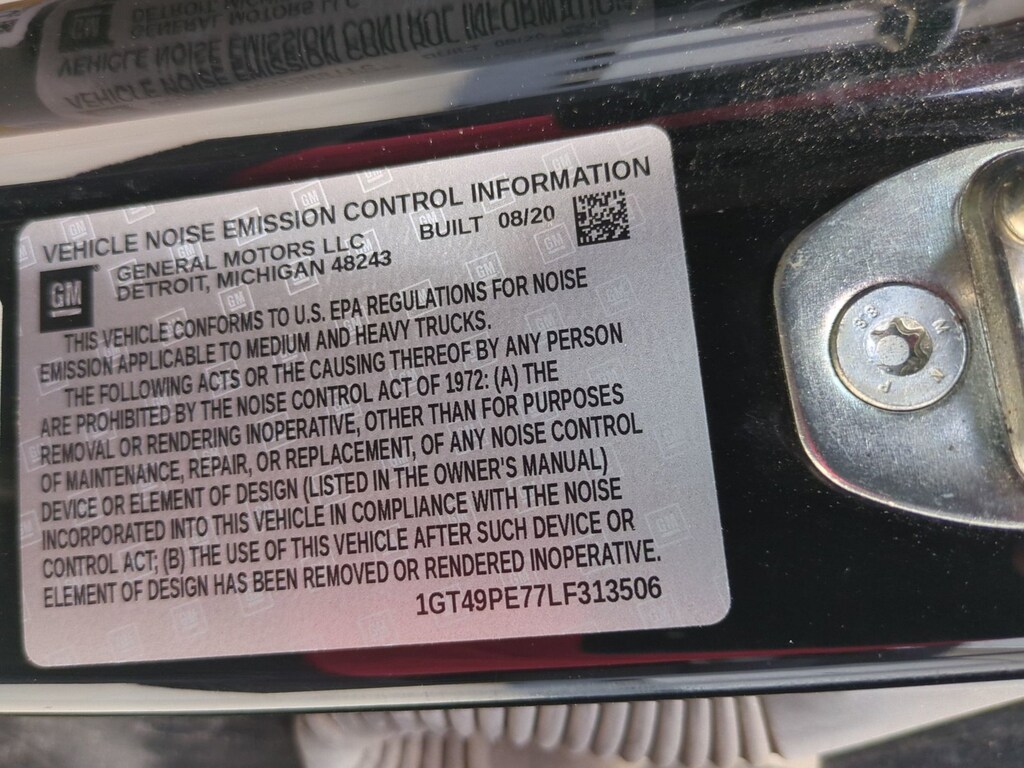 VEHICLE NOISE EMISSION CONTROL INFORMATION
GENERAL MOTORS LLC
DETROIT, MICHIGAN 48243
BUILT 08/20
GM
THIS VEHICLE CONFORMS TO U.S. EPA REGULATIONS FOR NOISE
EMISSION APPLICABLE TO MEDIUM AND HEAVY TRUCKS.
THE FOLLOWING ACTS OR THE CAUSING THEREOF BY ANY PERSON
ARE PROHIBITED BY THE NOISE CONTROL ACT OF 1972: (A) THE
REMOVAL OR RENDERING INOPERATIVE, OTHER THAN FOR PURPOSES
OF MAINTENANCE, REPAIR, OR REPLACEMENT, OF ANY NOISE CONTROL
DEVICE OR ELEMENT OF DESIGN (LISTED IN THE OWNER'S MANUAL)
INCORPORATED INTO THIS VEHICLE IN COMPLIANCE WITH THE NOISE
CONTROL ACT; (B) THE USE OF THIS VEHICLE AFTER SUCH DEVICE OR
ELEMENT OF DESIGN HAS BEEN REMOVED OR RENDERED INOPERATIVE.
1GT49PE77LF313506